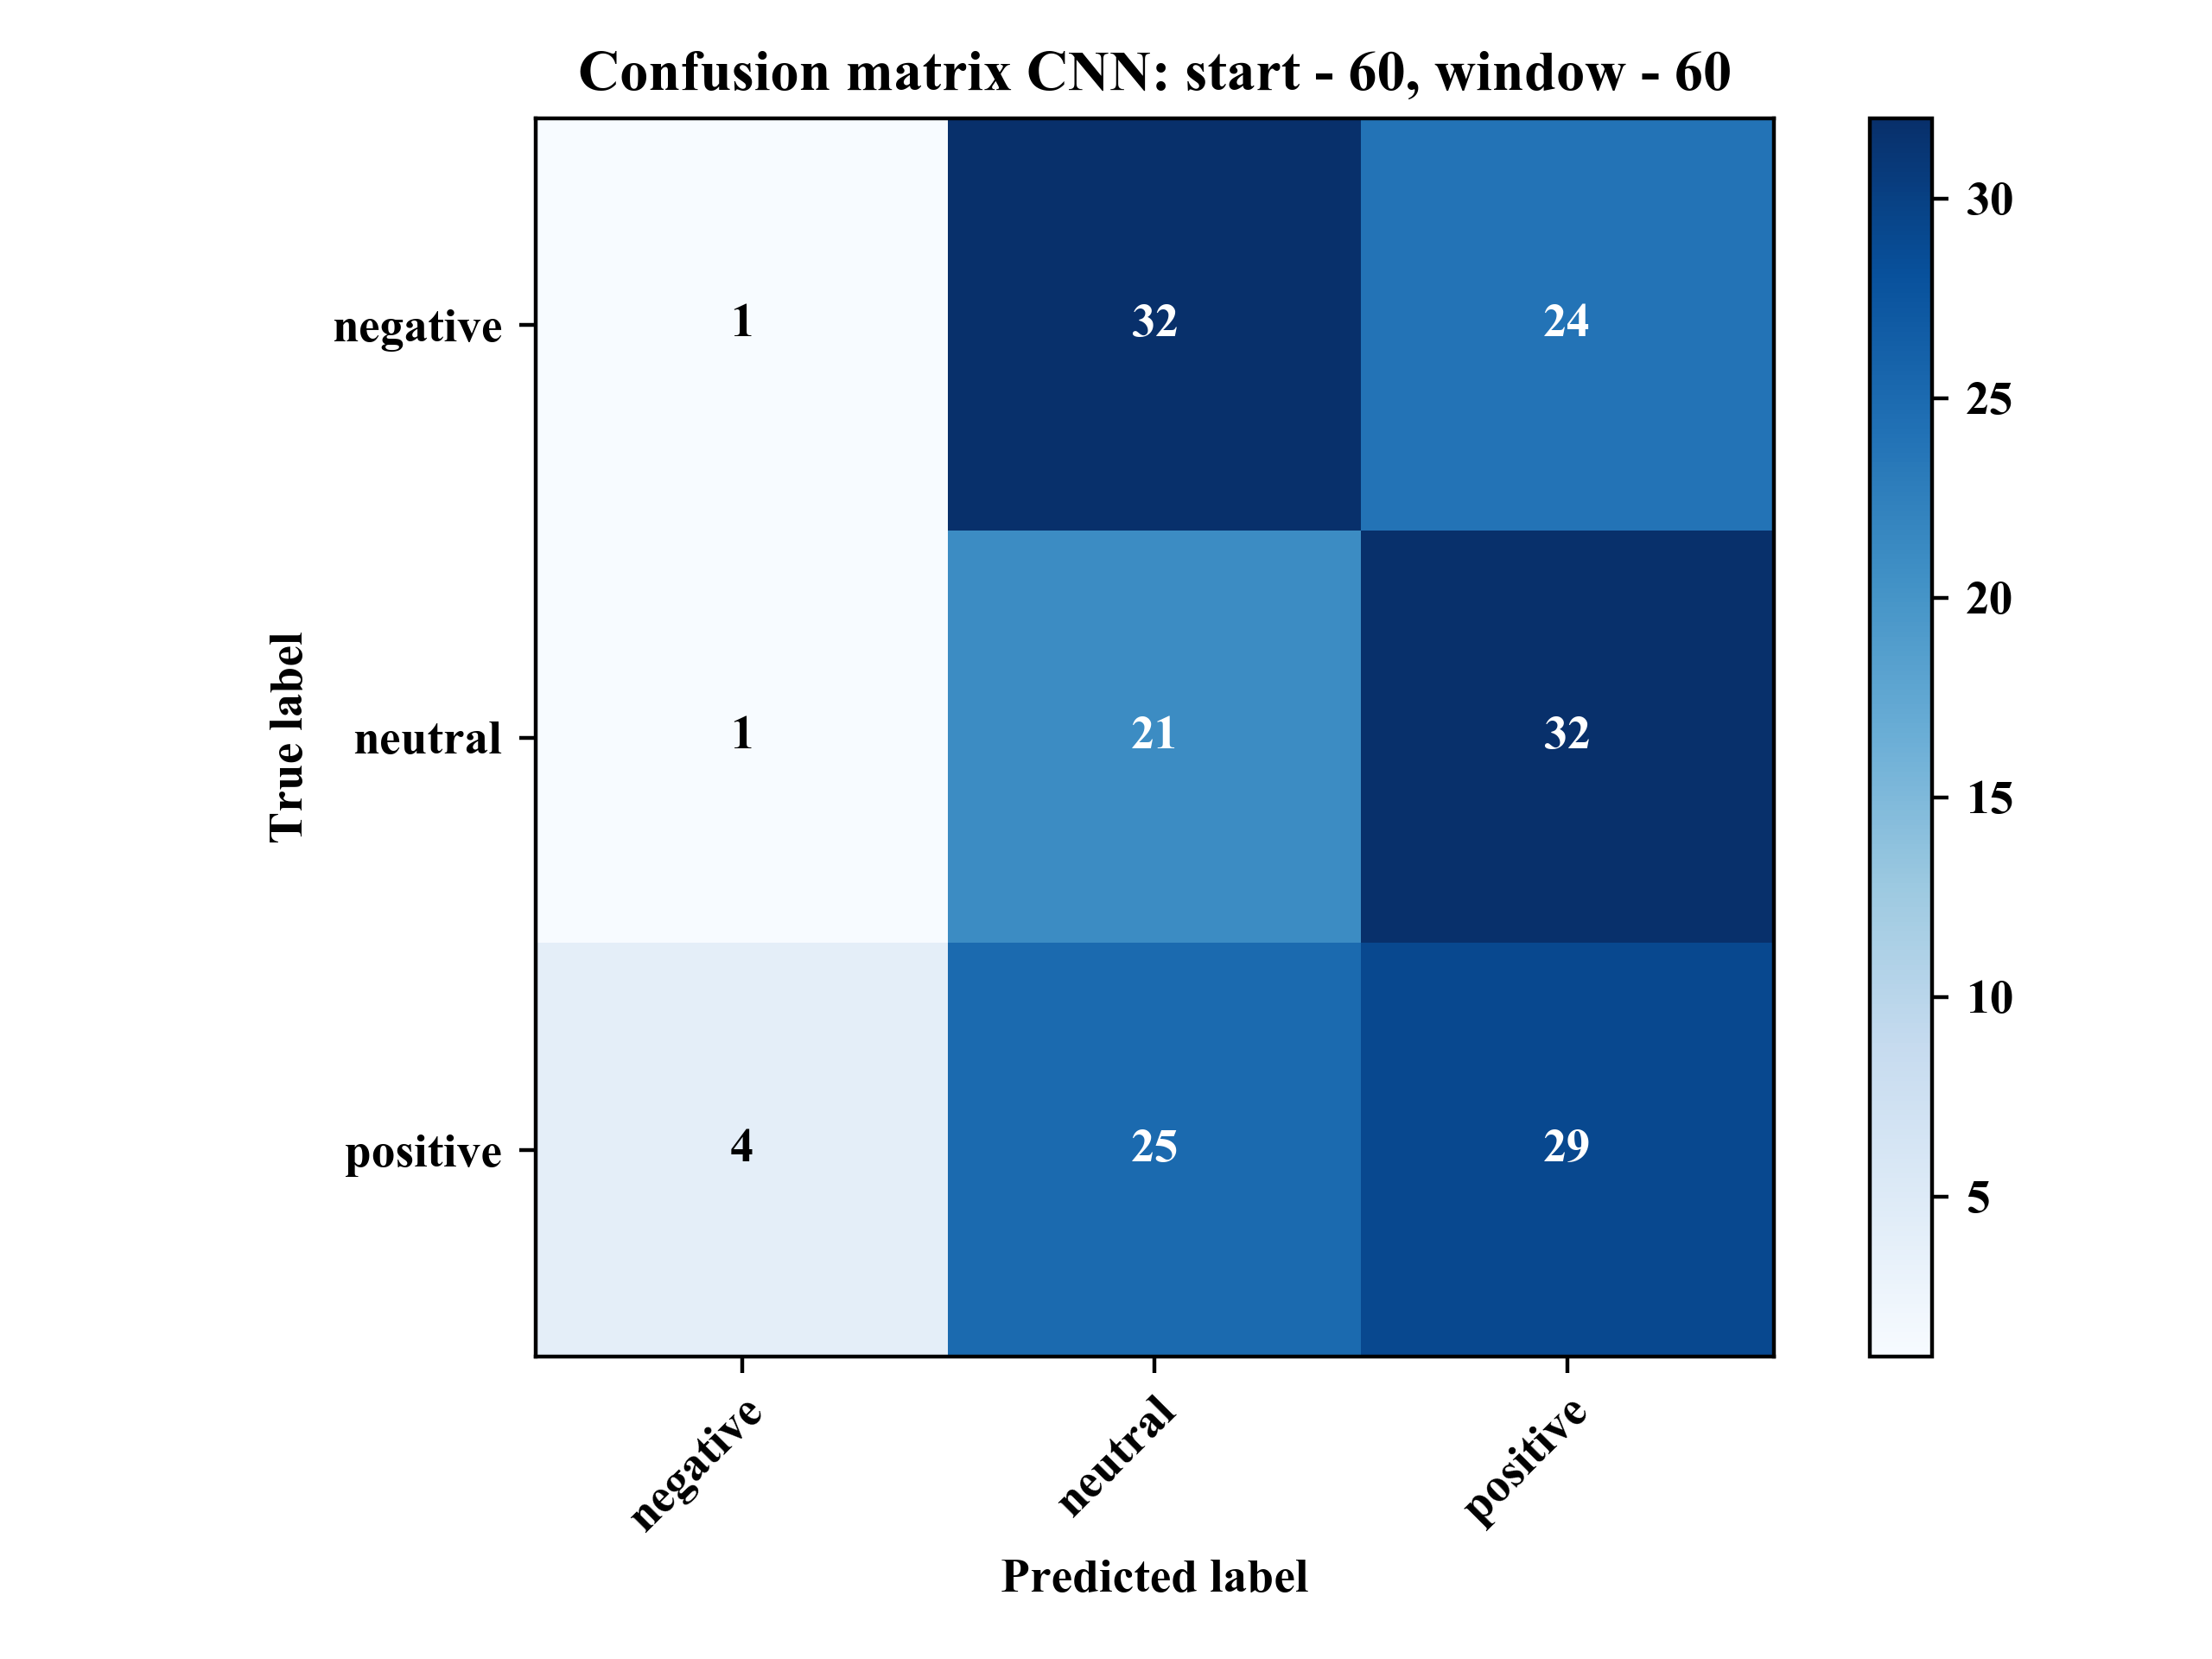 Confusion matrix CNN: start - 60, window - 60
True label
negative
1
32
24
neutral
1
21
32
positive
4
25
29
negative
neutral
positive
Predicted label
30
25
20
15
10
5